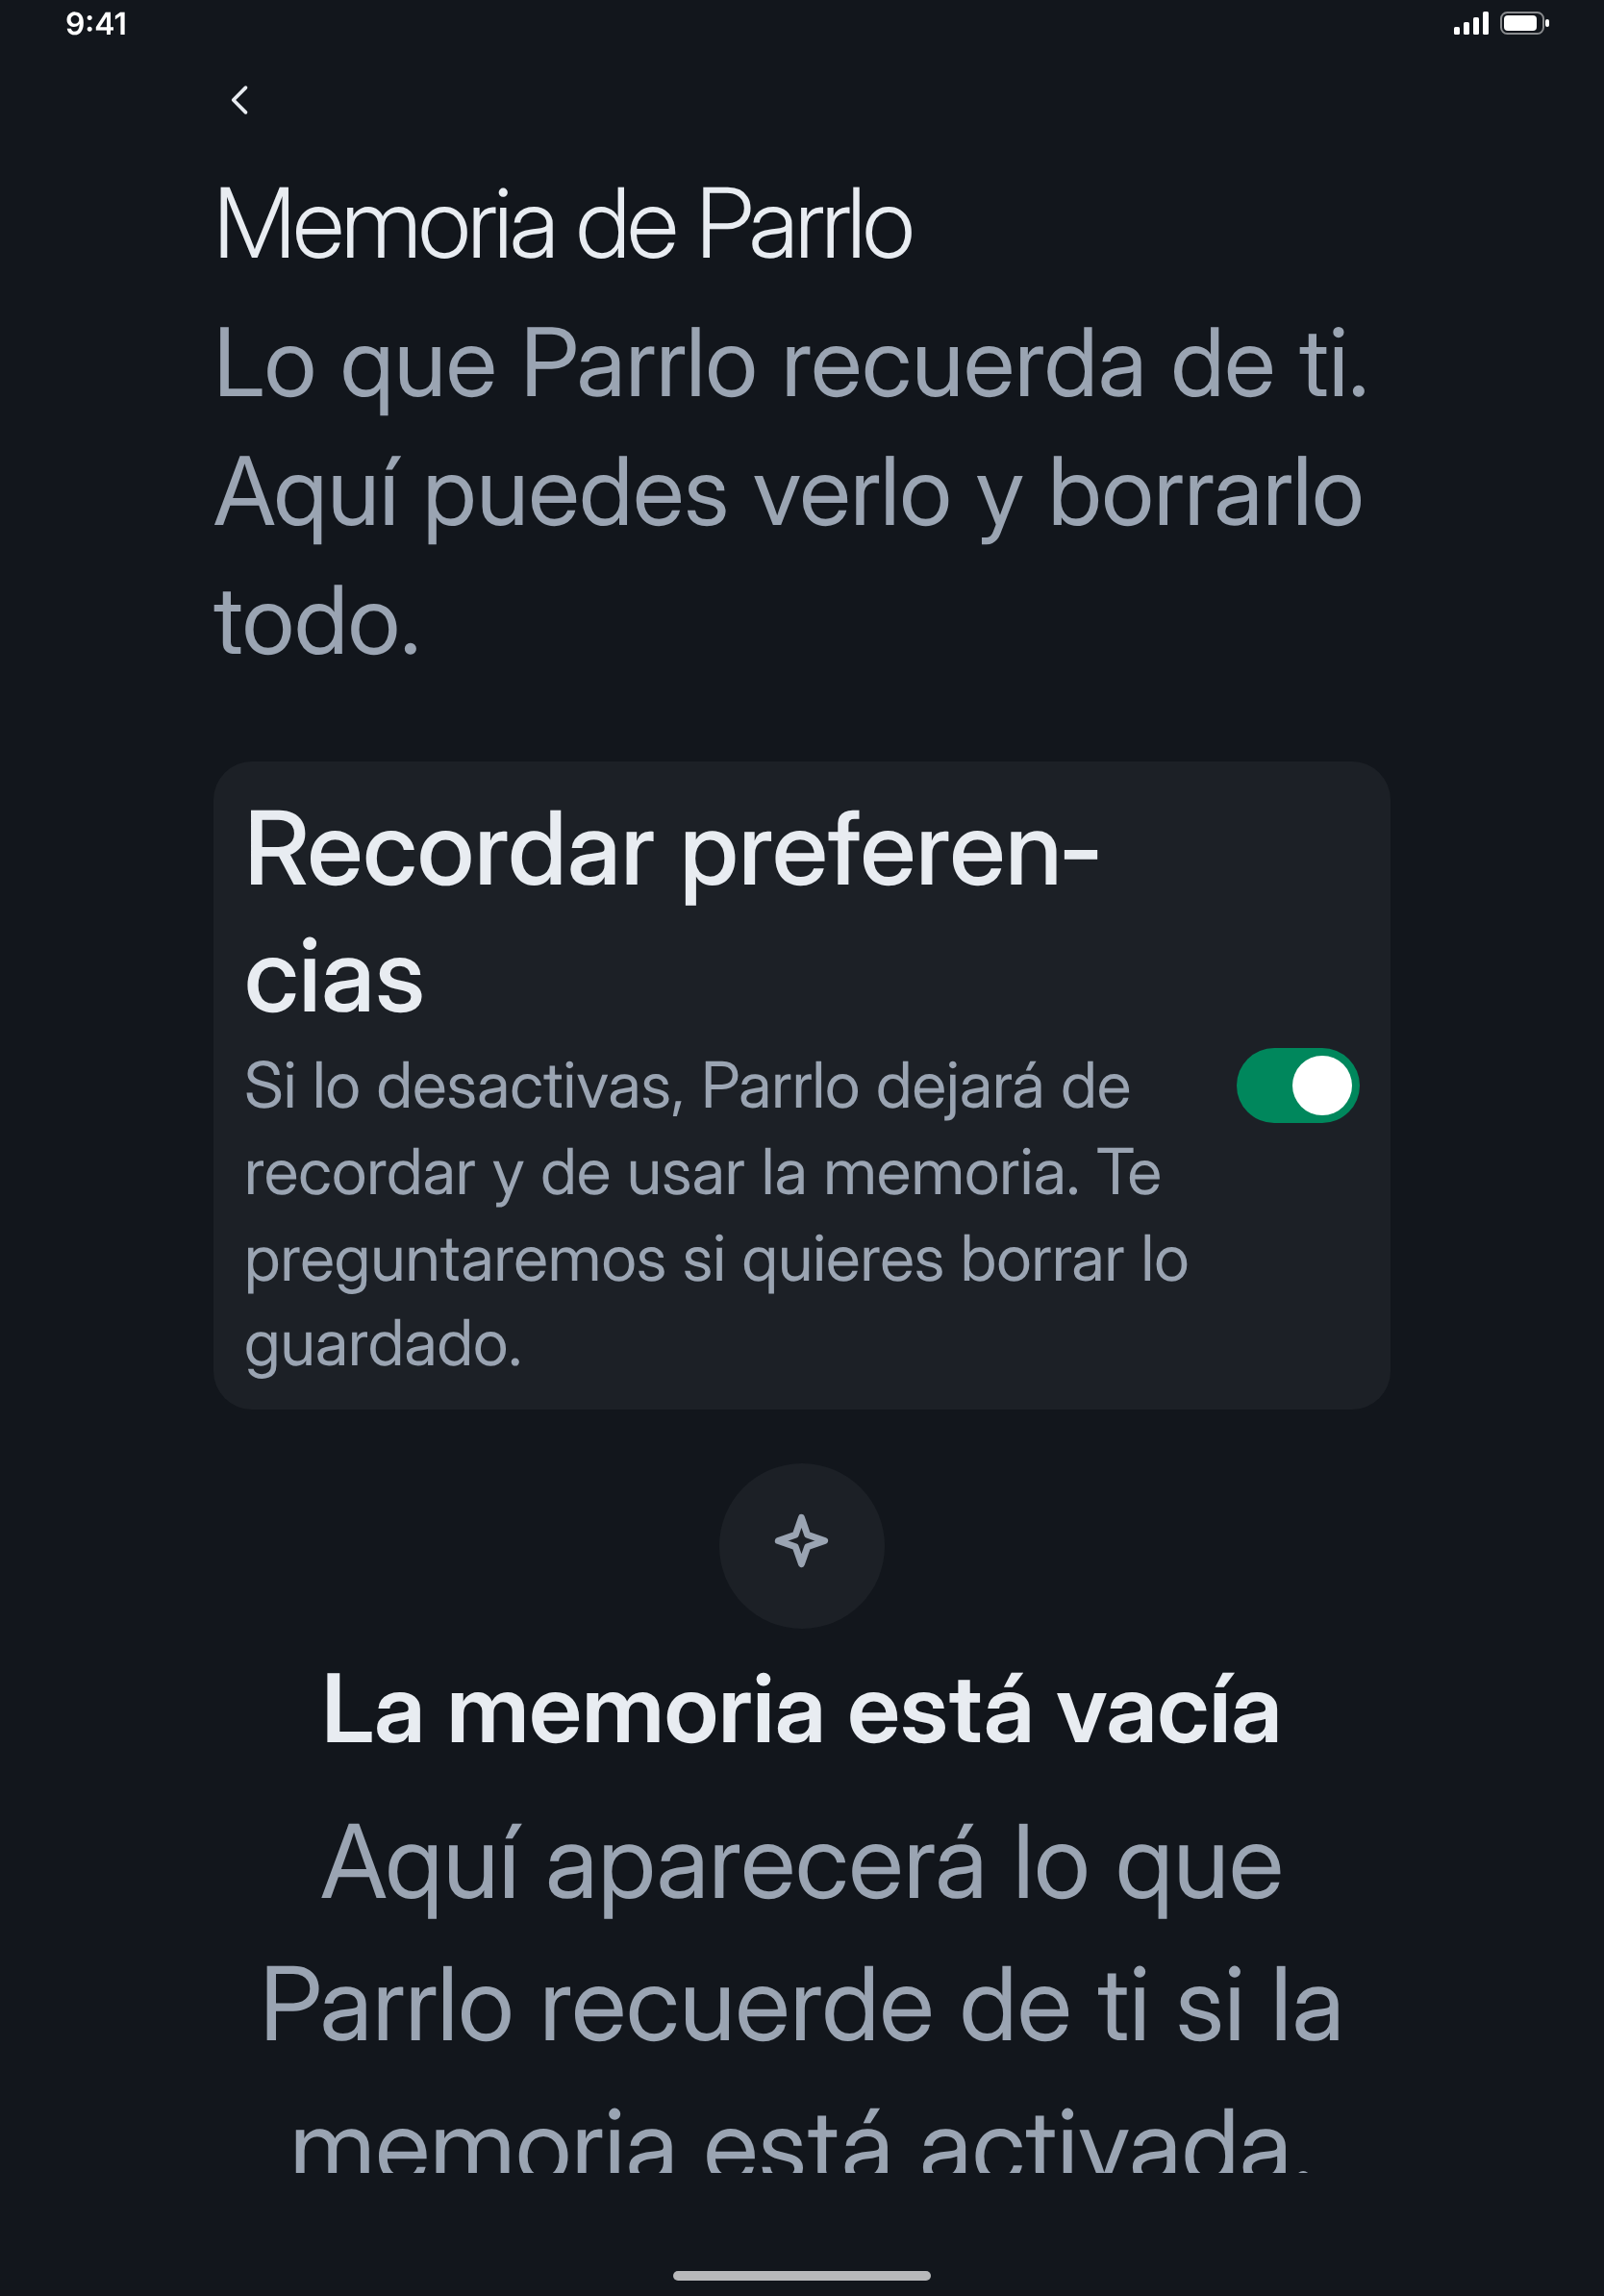 9:41
Memoria de Parrlo
Lo que Parrlo recuerda de ti.
Aquí puedes verlo y borrarlo
todo.
Recordar preferen-
cias
Si lo desactivas, Parrlo dejará de
recordar y de usar la memoria. Te
preguntaremos si quieres borrar lo
guardado.
La memoria está vacía
Aquí aparecerá lo que
Parrlo recuerde de ti si la
memoria está activada.